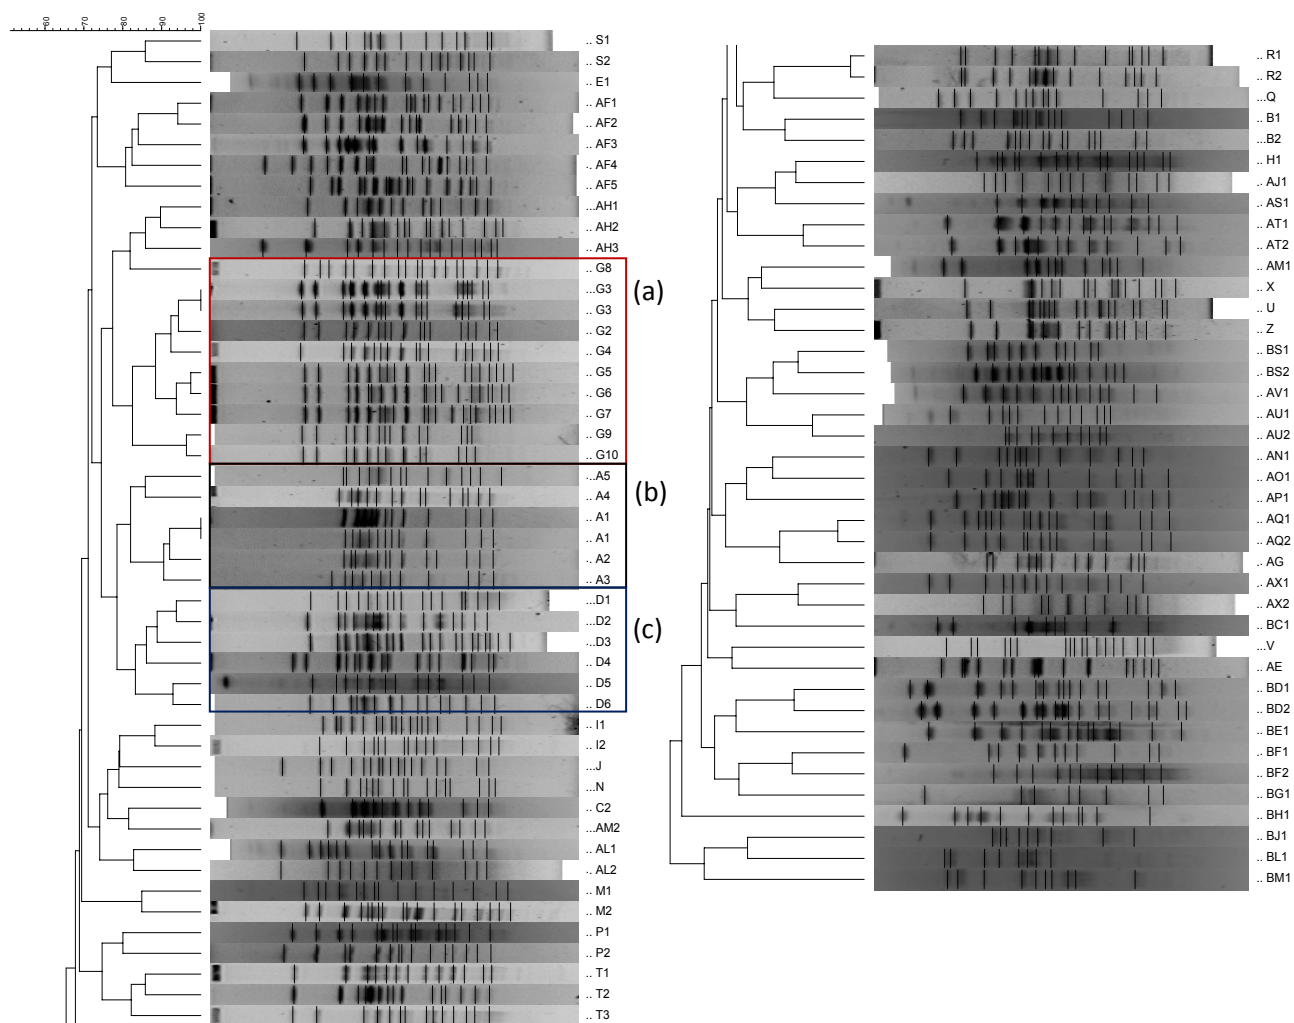 60 70 80 90 100
.. S1
.. S2
.. E1
.. AF1
.. AF2
.. AF3
.. AF4
.. AF5
...AH1
.. AH2
.. AH3
.. G8
...G3
.. G3
.. G2
.. G4
.. G5
.. G6
.. G7
.. G9
.. G10
(a)
...A5
.. A4
.. A1
.. A1
.. A2
.. A3
(b)
...D1
...D2
...D3
.. D4
.. D5
.. D6
(c)
.. I1
.. I2
...J
...N
.. C2
...AM2
.. AL1
.. AL2
.. M1
.. M2
.. P1
.. P2
.. T1
.. T2
.. T3
.. R1
.. R2
...Q
.. B1
...B2
.. H1
.. AJ1
.. AS1
.. AT1
.. AT2
.. AM1
.. X
.. U
.. Z
.. BS1
.. BS2
.. AV1
.. AU1
.. AU2
.. AN1
.. AO1
.. AP1
.. AQ1
.. AQ2
.. AG
.. AX1
.. AX2
.. BC1
...V
.. AE
.. BD1
.. BD2
.. BE1
.. BF1
.. BF2
.. BG1
.. BH1
.. BJ1
.. BL1
.. BM1